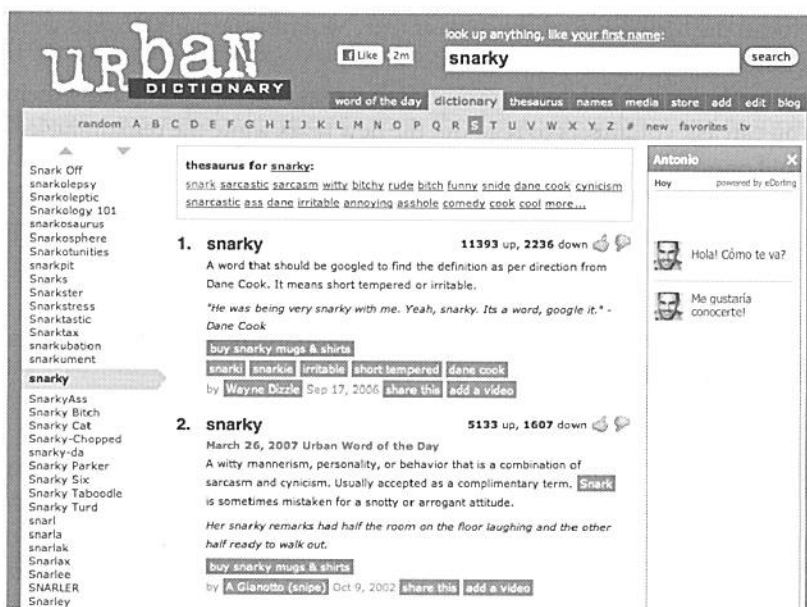 urban
DICTIONARY
Like 2m
look up anything, like your first name:
snarky search
word of the day dictionary thesaurus names media store add edit blog
random A B C D E F G H I J K L M N O P Q R S T U V W X Y Z # new favorites tv
Snark Off
snarkolepsy
Snarkoleptic
Snarkology 101
snarkosaurus
Snarkosphere
Snarkotunities
snarkpit
Snarks
Snarkster
Snarkstress
Snarktastic
Snarktax
snarkubation
snarkument
snarky
SnarkyAss
Snarky Bitch
Snarky Cat
Snarky-Chopped
snarky-da
Snarky Parker
Snarky Six
Snarky Taboodle
Snarky Turd
snarl
snarla
snarlak
Snarlax
Snarlee
SNARLER
Snarley
thesaurus for snarky:
snark sarcastic sarcasm witty bitchy rude bitch funny snide dane cook cynicism
snarcastic ass dane irritable annoying asshole comedy cook cool more...
1. snarky 11393 up, 2236 down
A word that should be googled to find the definition as per direction from
Dane Cook. It means short tempered or irritable.
"He was being very snarky with me. Yeah, snarky. Its a word, google it." -
Dane Cook
buy snarky mugs & shirts
snarki snarkie irritable short tempered dane cook
by Wayne Dizzle Sep 17, 2006 share this add a video
2. snarky 5133 up, 1607 down
March 26, 2007 Urban Word of the Day
A witty mannerism, personality, or behavior that is a combination of
sarcasm and cynicism. Usually accepted as a complimentary term. Snark
is sometimes mistaken for a snotty or arrogant attitude.
Her snarky remarks had half the room on the floor laughing and the other
half ready to walk out.
buy snarky mugs & shirts
by A Gianotto (snipe) Oct 9, 2002 share this add a video
Antonio X
Hoy powered by eDarling
Hola! Cómo te va?
Me gustaría
conocerte!